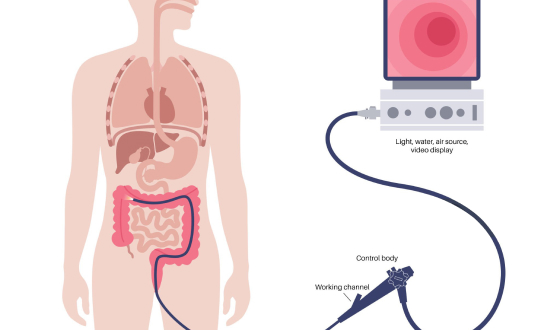 Light, water, air source,
video display
Control body
Working channel